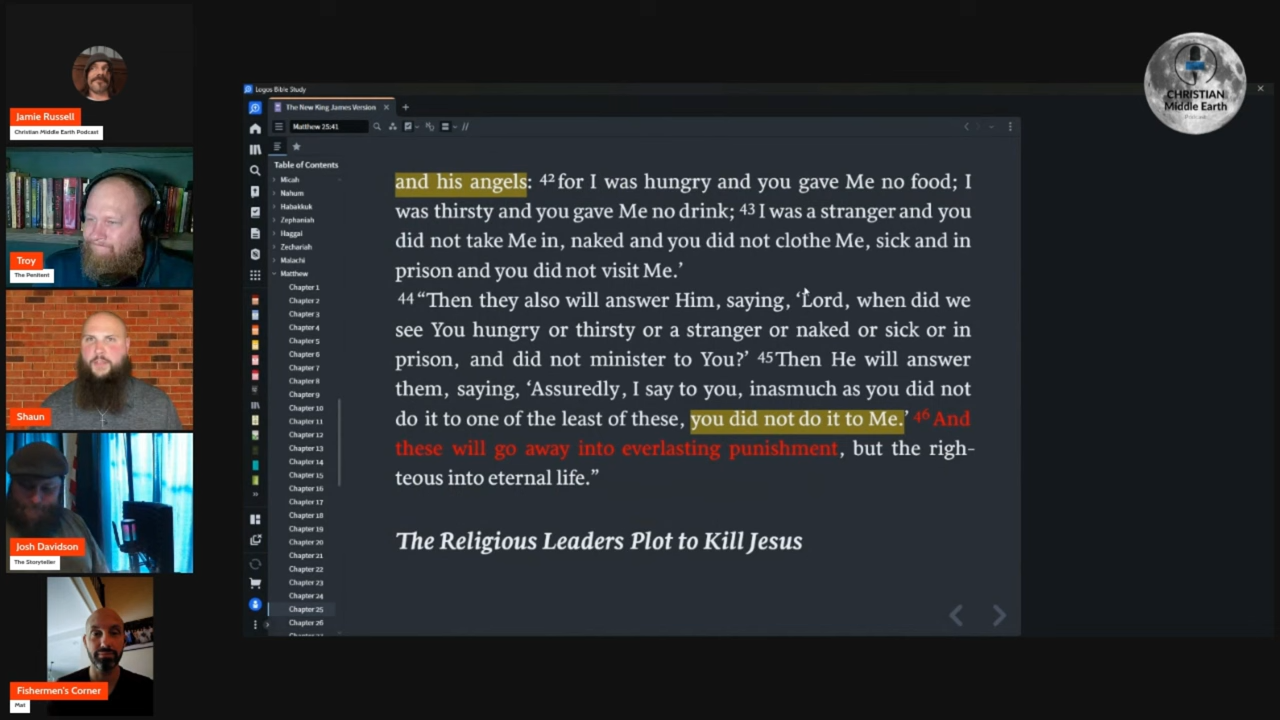 Jamie Russell
Christian Middle Earth Podcast
Troy
The Penitent
Shaun
Josh Davidson
The Storyteller
Fishermen's Corner
Mat
Logos Bible Study
The New King James Version
Matthew 25:41
Table of Contents
Micah
Nahum
Habakkuk
Zephaniah
Haggai
Zechariah
Malachi
Matthew
Chapter 1
Chapter 2
Chapter 3
Chapter 4
Chapter 5
Chapter 6
Chapter 7
Chapter 8
Chapter 9
Chapter 10
Chapter 11
Chapter 12
Chapter 13
Chapter 14
Chapter 15
Chapter 16
Chapter 17
Chapter 18
Chapter 19
Chapter 20
Chapter 21
Chapter 22
Chapter 23
Chapter 24
Chapter 25
Chapter 26
and his angels: 42 for I was hungry and you gave Me no food; I
was thirsty and you gave Me no drink; 43 I was a stranger and you
did not take Me in, naked and you did not clothe Me, sick and in
prison and you did not visit Me.’
44 “Then they also will answer Him, saying, ‘Lord, when did we
see You hungry or thirsty or a stranger or naked or sick or in
prison, and did not minister to You?’ 45 Then He will answer
them, saying, ‘Assuredly, I say to you, inasmuch as you did not
do it to one of the least of these, you did not do it to Me.’ 46 And
these will go away into everlasting punishment, but the righ-
teous into eternal life.”
The Religious Leaders Plot to Kill Jesus
CHRISTIAN
Middle Earth
Podcast